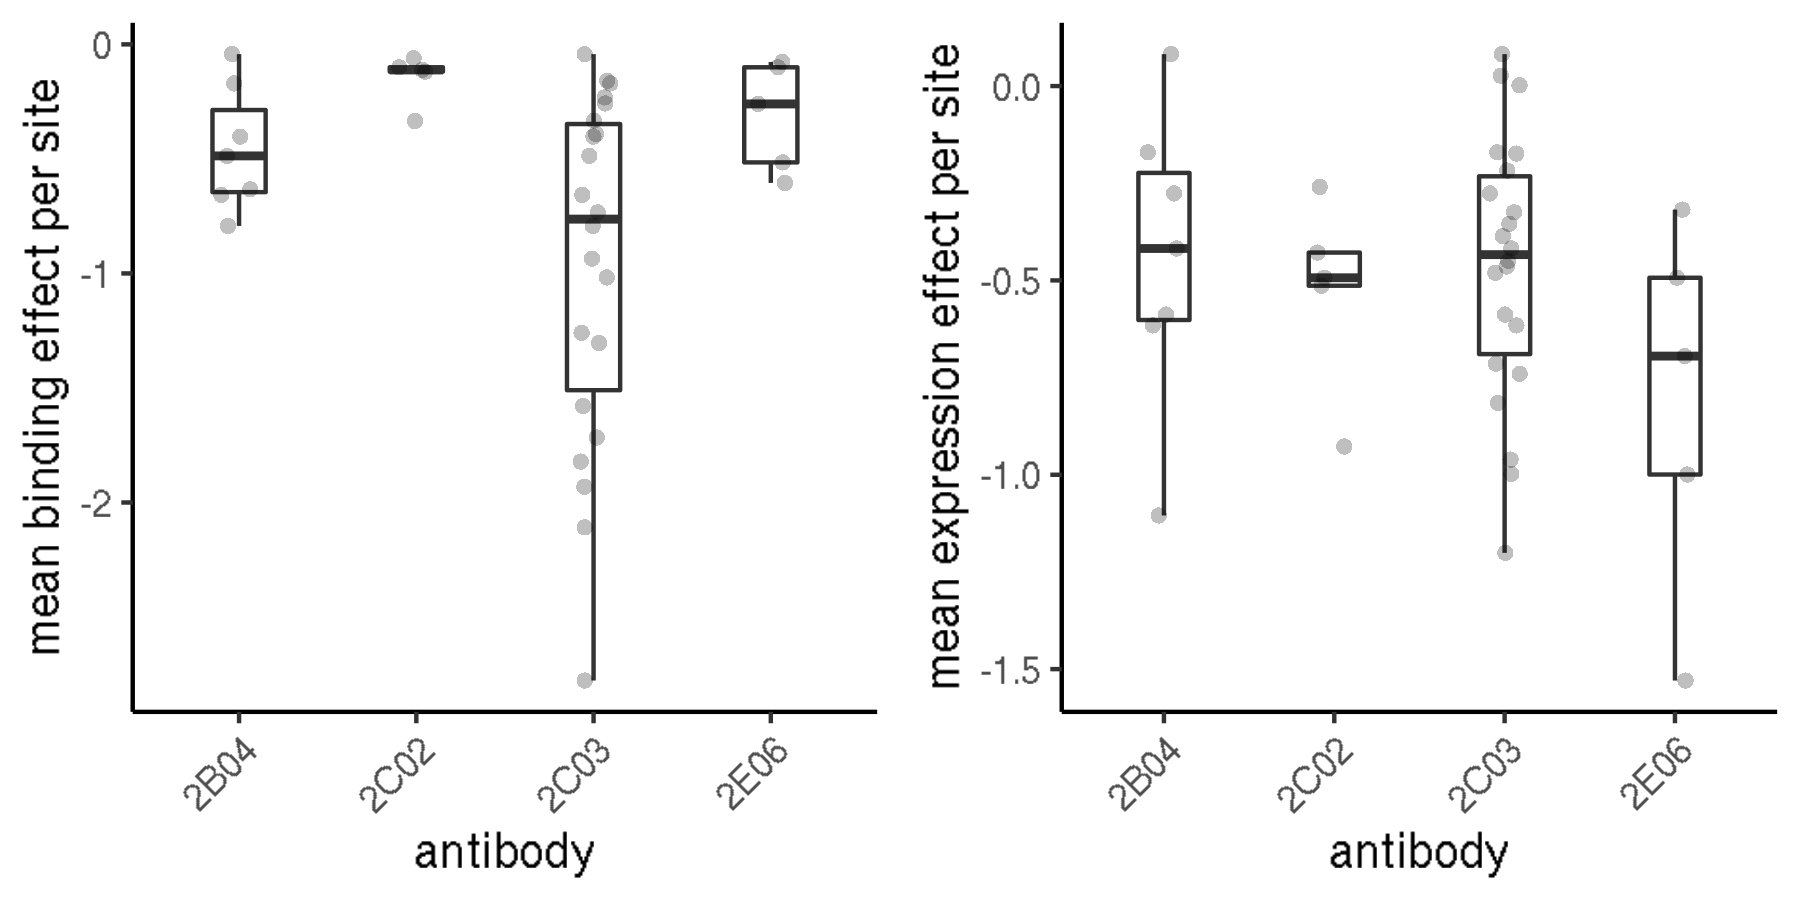 mean binding effect per site
0
-1
-2
2B04
2C02
2C03
2E06
antibody
mean expression effect per site
0.0
-0.5
-1.0
-1.5
2B04
2C02
2C03
2E06
antibody